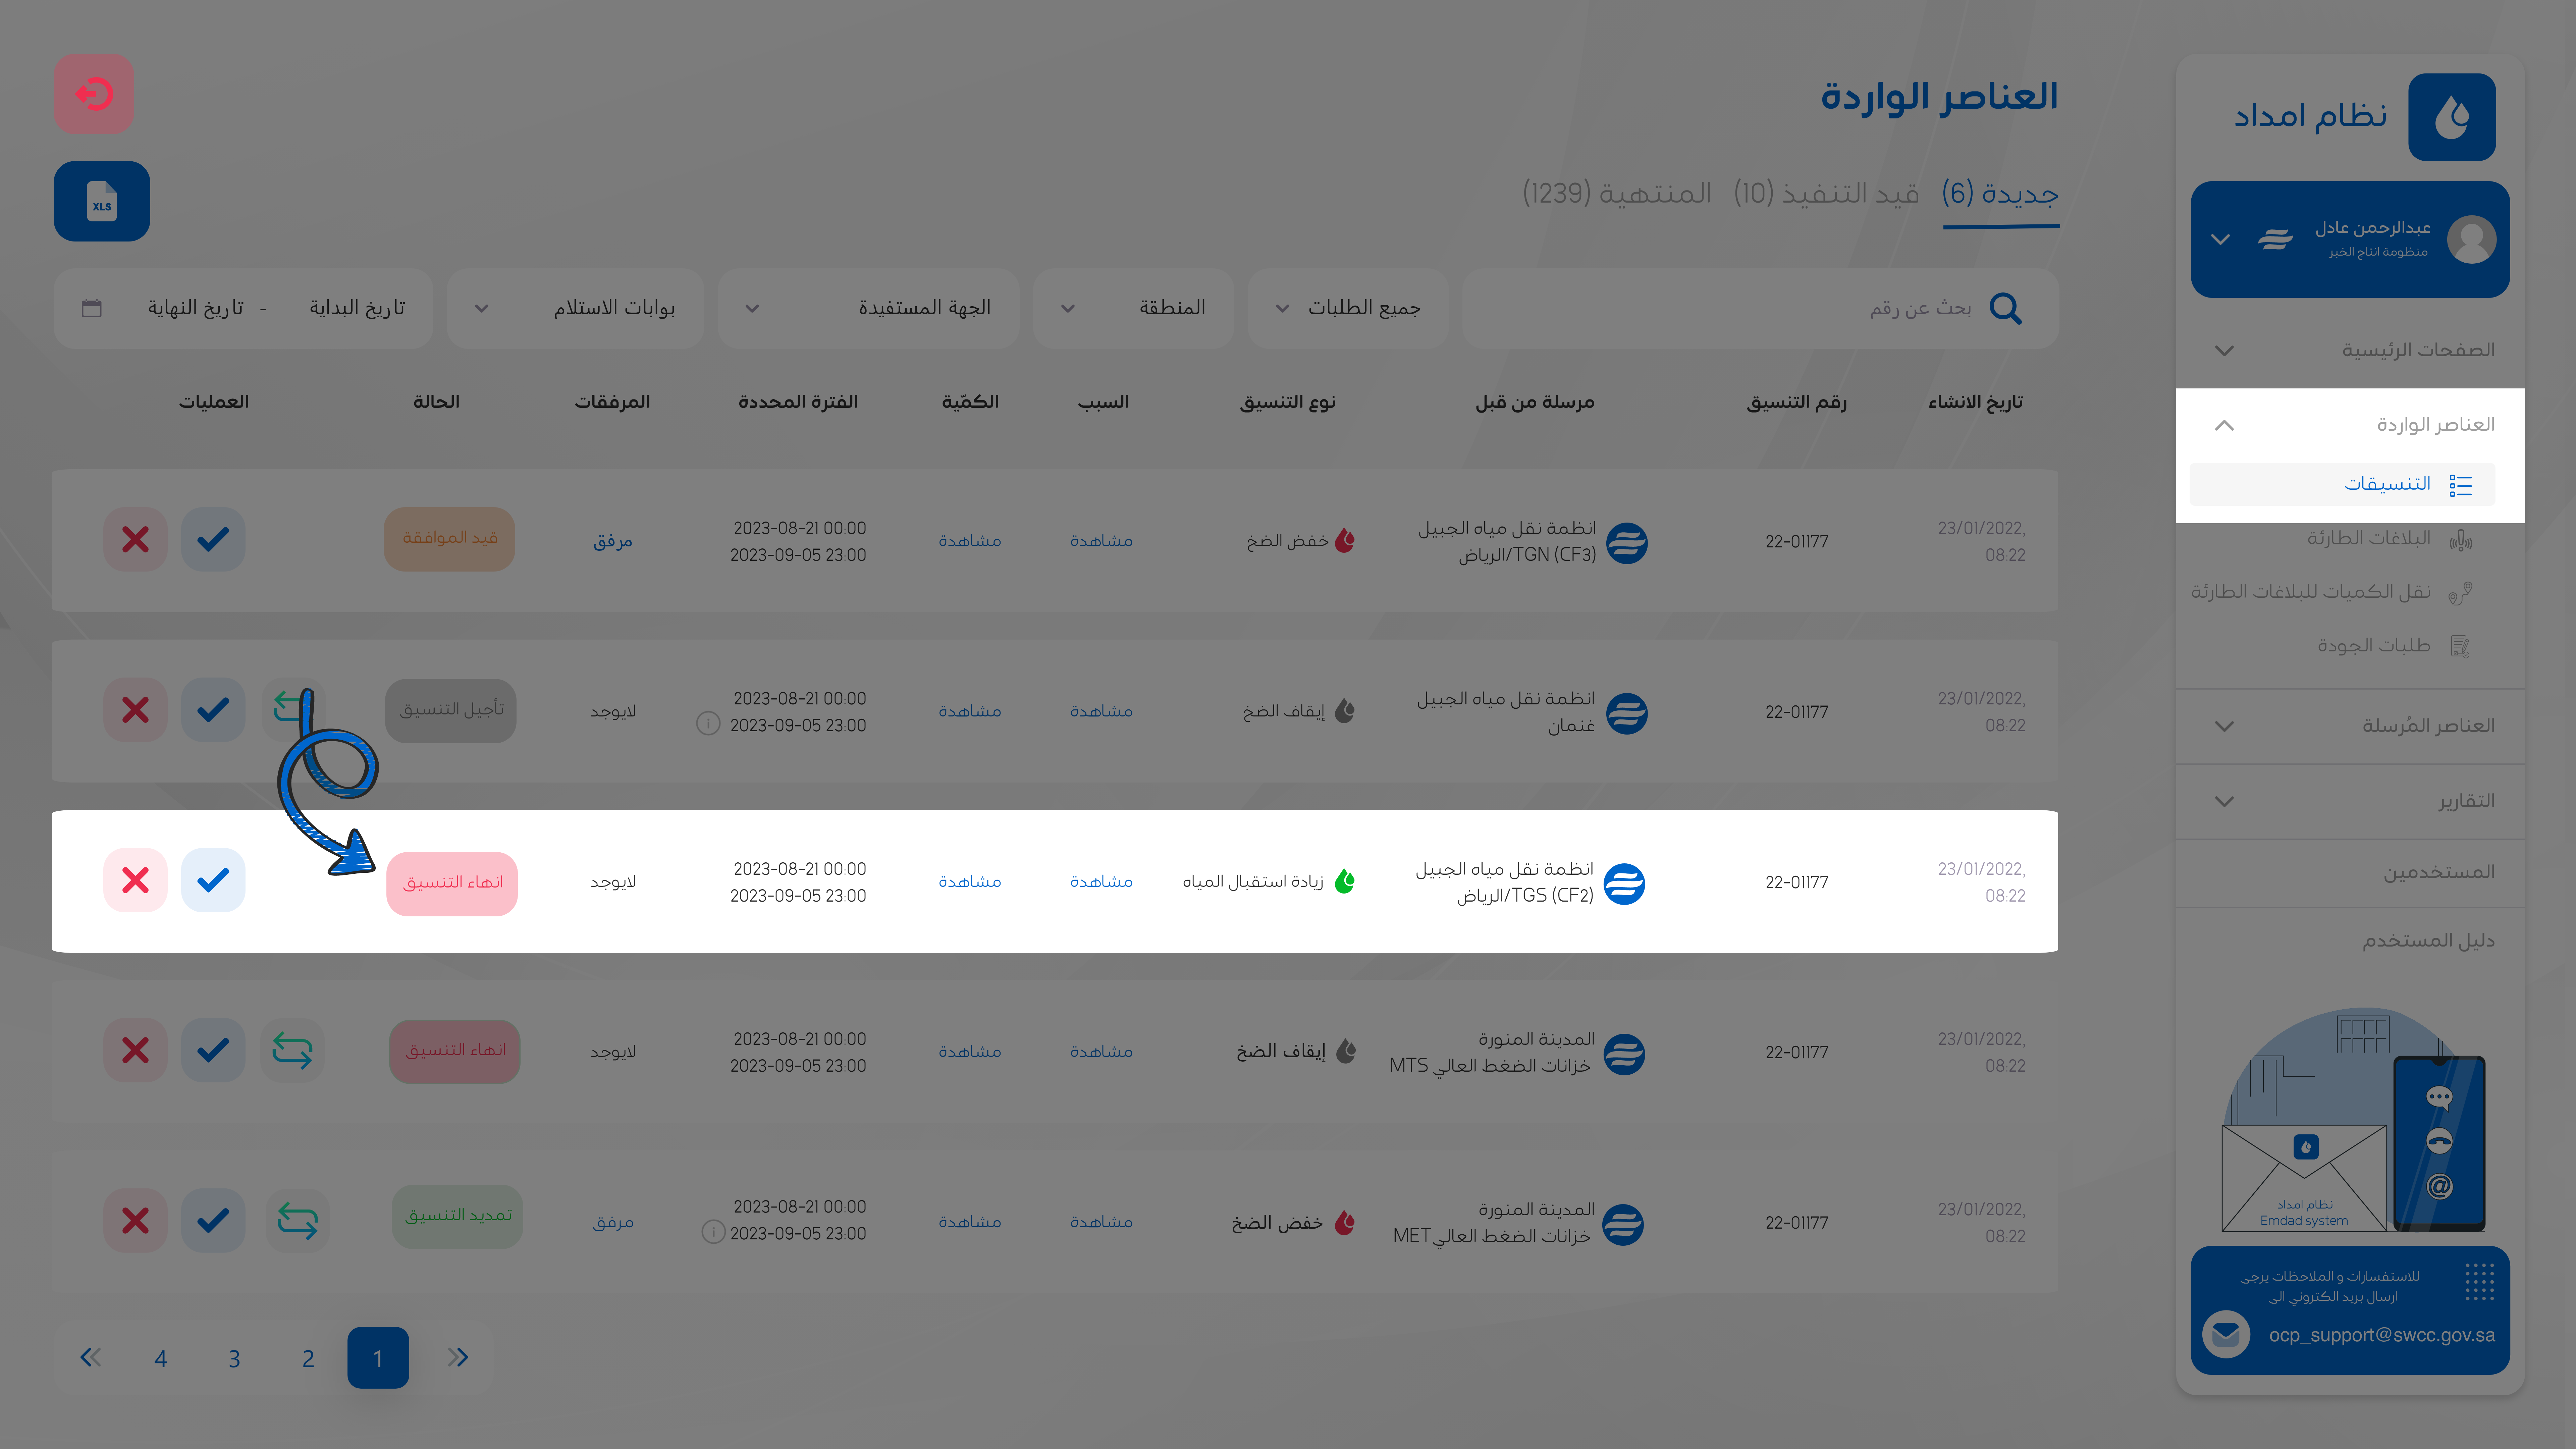 نظام امداد
عبدالرحمن عادل
منظومة انتاج الخبر
الصفحات الرئيسية
العناصر الواردة
التنسيقات
البلاغات الطارئة
نقل الكميات للبلاغات الطارئة
طلبات الجودة
العناصر المُرسلة
التقارير
المستخدمين
دليل المستخدم
نظام امداد
Emdad system
للاستفسارات و الملاحظات يرجى
ارسال بريد الكتروني الى
ocp_support@swcc.gov.sa
العناصر الواردة
جديدة (6) قيد التنفيذ (10) المنتهية (1239)
XLS
بحث عن رقم جميع الطلبات المنطقة الجهة المستفيدة بوابات الاستلام تاريخ البداية - تاريخ النهاية
تاريخ الانشاء رقم التنسيق مرسلة من قبل نوع التنسيق السبب الكمّية الفترة المحددة المرفقات الحالة العمليات
23/01/2022, انظمة نقل مياه الجبيل 2023-08-21 00:00
08:22 22-01177 الرياض/TGN (CF3) خفض الضخ مشاهدة مشاهدة 2023-09-05 23:00 مرفق قيد الموافقة
23/01/2022, انظمة نقل مياه الجبيل 2023-08-21 00:00
08:22 22-01177 غنمان إيقاف الضخ مشاهدة مشاهدة 2023-09-05 23:00 لايوجد تأجيل التنسيق
23/01/2022, انظمة نقل مياه الجبيل 2023-08-21 00:00
08:22 22-01177 الرياض/TGS (CF2) زيادة استقبال المياه مشاهدة مشاهدة 2023-09-05 23:00 لايوجد انهاء التنسيق
23/01/2022, المدينة المنورة 2023-08-21 00:00
08:22 22-01177 خزانات الضغط العالي MTS إيقاف الضخ مشاهدة مشاهدة 2023-09-05 23:00 لايوجد انهاء التنسيق
23/01/2022, المدينة المنورة 2023-08-21 00:00
08:22 22-01177 خزانات الضغط العاليMET خفض الضخ مشاهدة مشاهدة 2023-09-05 23:00 مرفق تمديد التنسيق
1 2 3 4